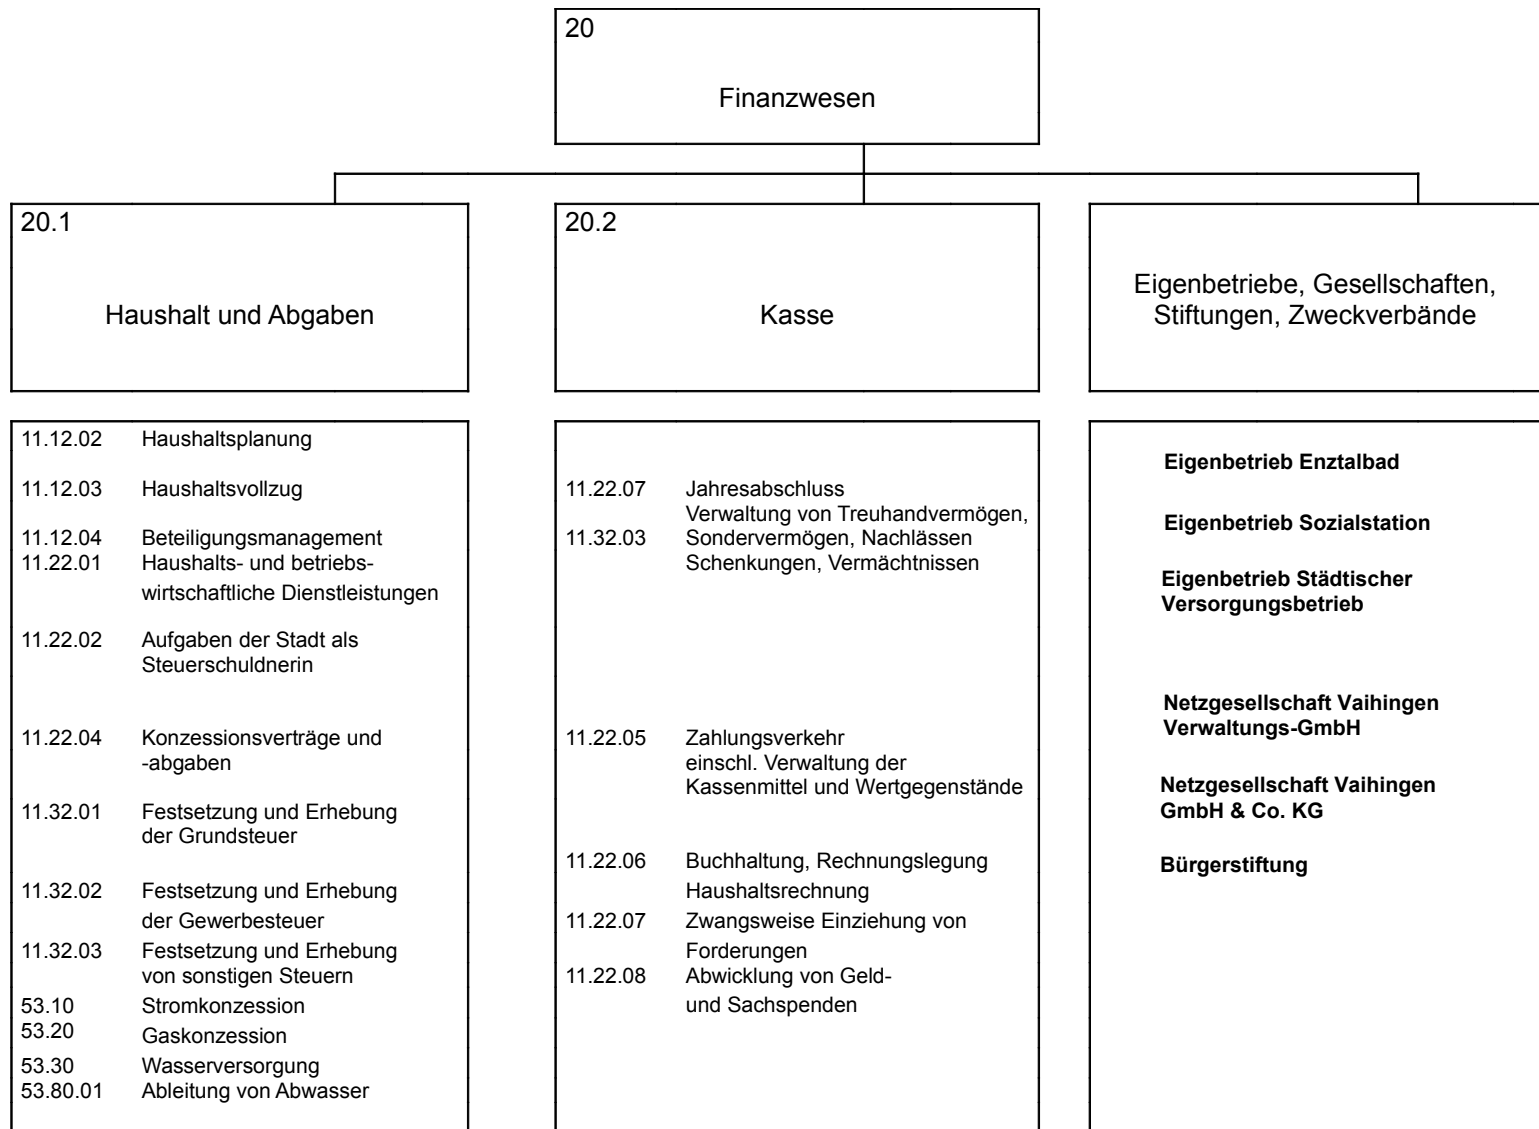 20
Finanzwesen
20.1
Haushalt und Abgaben
20.2
Kasse
Eigenbetriebe, Gesellschaften,
Stiftungen, Zweckverbände
11.12.02 Haushaltsplanung
11.12.03 Haushaltsvollzug
11.12.04 Beteiligungsmanagement
11.22.01 Haushalts- und betriebs-
wirtschaftliche Dienstleistungen
11.22.02 Aufgaben der Stadt als
Steuerschuldnerin
11.22.04 Konzessionsverträge und
-abgaben
11.32.01 Festsetzung und Erhebung
der Grundsteuer
11.32.02 Festsetzung und Erhebung
der Gewerbesteuer
11.32.03 Festsetzung und Erhebung
von sonstigen Steuern
53.10 Stromkonzession
53.20 Gaskonzession
53.30 Wasserversorgung
53.80.01 Ableitung von Abwasser
11.22.07 Jahresabschluss
Verwaltung von Treuhandvermögen,
11.32.03 Sondervermögen, Nachlässen
Schenkungen, Vermächtnissen
11.22.05 Zahlungsverkehr
einschl. Verwaltung der
Kassenmittel und Wertgegenstände
11.22.06 Buchhaltung, Rechnungslegung
Haushaltsrechnung
11.22.07 Zwangsweise Einziehung von
Forderungen
11.22.08 Abwicklung von Geld-
und Sachspenden
Eigenbetrieb Enztalbad
Eigenbetrieb Sozialstation
Eigenbetrieb Städtischer
Versorgungsbetrieb
Netzgesellschaft Vaihingen
Verwaltungs-GmbH
Netzgesellschaft Vaihingen
GmbH & Co. KG
Bürgerstiftung